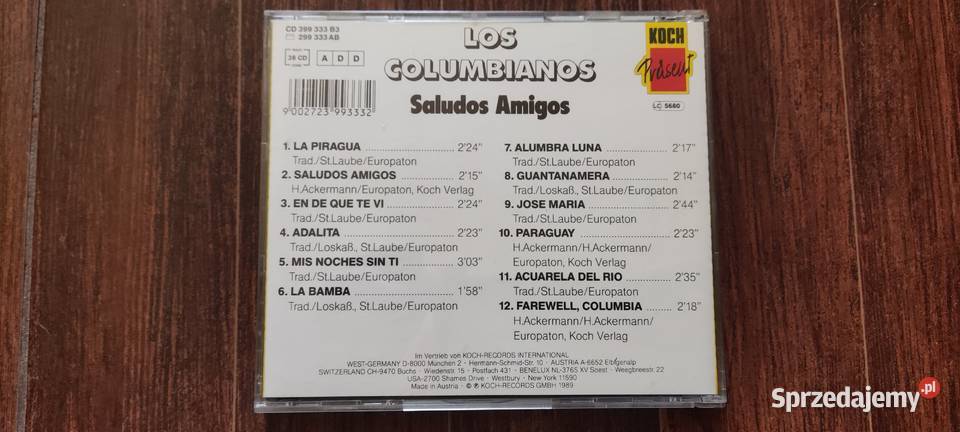 CD 399 333 B3
299 333 AB
38 CD
A D D
LOS
COLUMBIANOS
Saludos Amigos
KOCH
Präsent
LC 5680
9 002723 993332
1. LA PIRAGUA 2'24"
Trad./St.Laube/Europaton
2. SALUDOS AMIGOS 2'15"
H.Ackermann/Europaton, Koch Verlag
3. EN DE QUE TE VI 2'24"
Trad./St.Laube/Europaton
4. ADALITA 2'23"
Trad./Loskaß., St.Laube/Europaton
5. MIS NOCHES SIN TI 3'03"
Trad./St.Laube/Europaton
6. LA BAMBA 1'58"
Trad./Loskaß., St.Laube/Europaton
7. ALUMBRA LUNA 2'17"
Trad./St.Laube/Europaton
8. GUANTANAMERA 2'14"
Trad./Loskaß., St.Laube/Europaton
9. JOSE MARIA 2'44"
Trad./St.Laube/Europaton
10. PARAGUAY 2'23"
H.Ackermann/H.Ackermann/
Europaton, Koch Verlag
11. ACUARELA DEL RIO 2'35"
Trad./St.Laube/Europaton
12. FAREWELL, COLUMBIA 2'18"
H.Ackermann/H.Ackermann/
Europaton, Koch Verlag
Im Vertrieb von KOCH-RECORDS INTERNATIONAL
WEST-GERMANY D-8000 München 2 · Hermann-Schmid-Str. 10 · AUSTRIA A-6652 Elbigenalp
SWITZERLAND CH-9470 Buchs · Wiedenstr. 15 · Postfach 431 · BENELUX NL-3765 XV Soest · Weegbreestr. 22
USA-2700 Shames Drive · Westbury · New York 11590
Made in Austria · © ℗ KOCH-RECORDS GMBH 1989
Sprzedajemy.pl